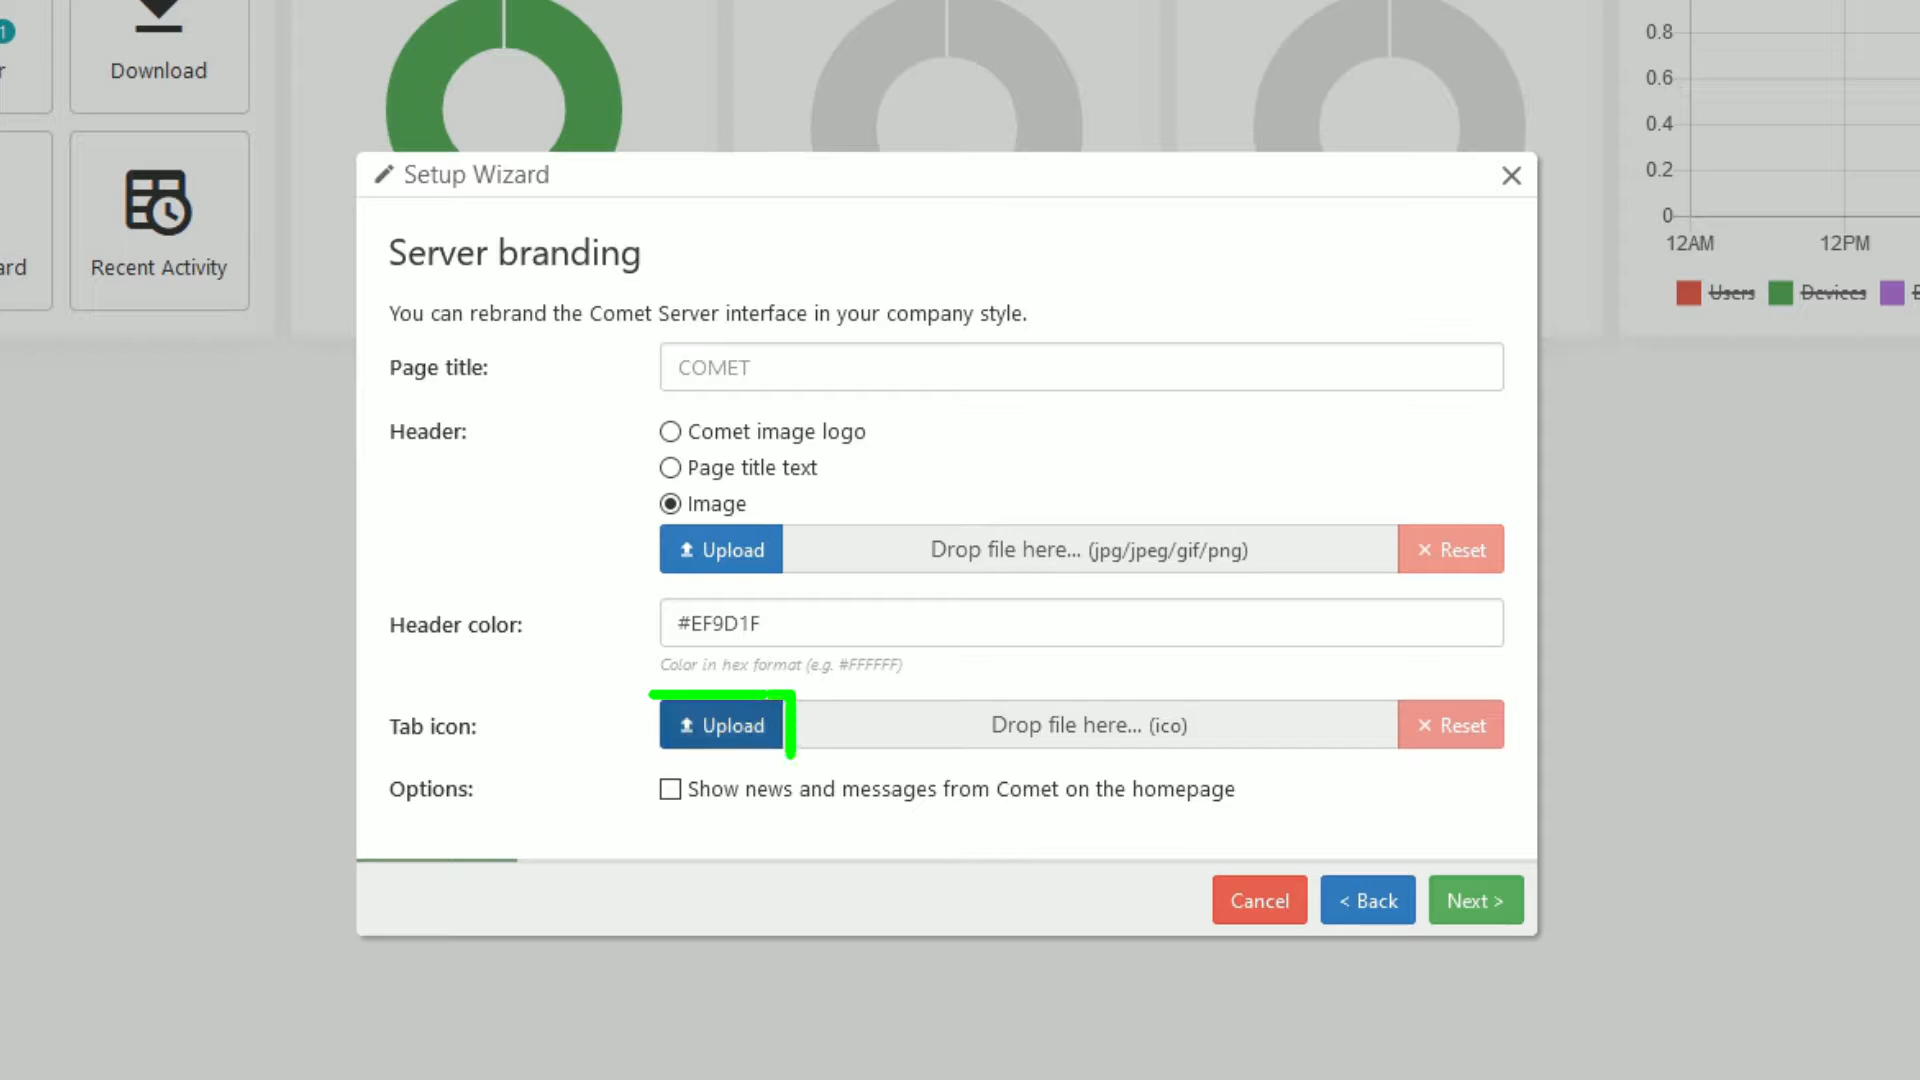 1
r
Download
ard
Recent Activity
0.8
0.6
0.4
0.2
0
12AM 12PM
Users Devices
Setup Wizard
Server branding
You can rebrand the Comet Server interface in your company style.
Page title: COMET
Header: Comet image logo
Page title text
Image
Upload Drop file here... (jpg/jpeg/gif/png) × Reset
Header color: #EF9D1F
Color in hex format (e.g. #FFFFFF)
Tab icon: Upload Drop file here... (ico) × Reset
Options: Show news and messages from Comet on the homepage
Cancel < Back Next >